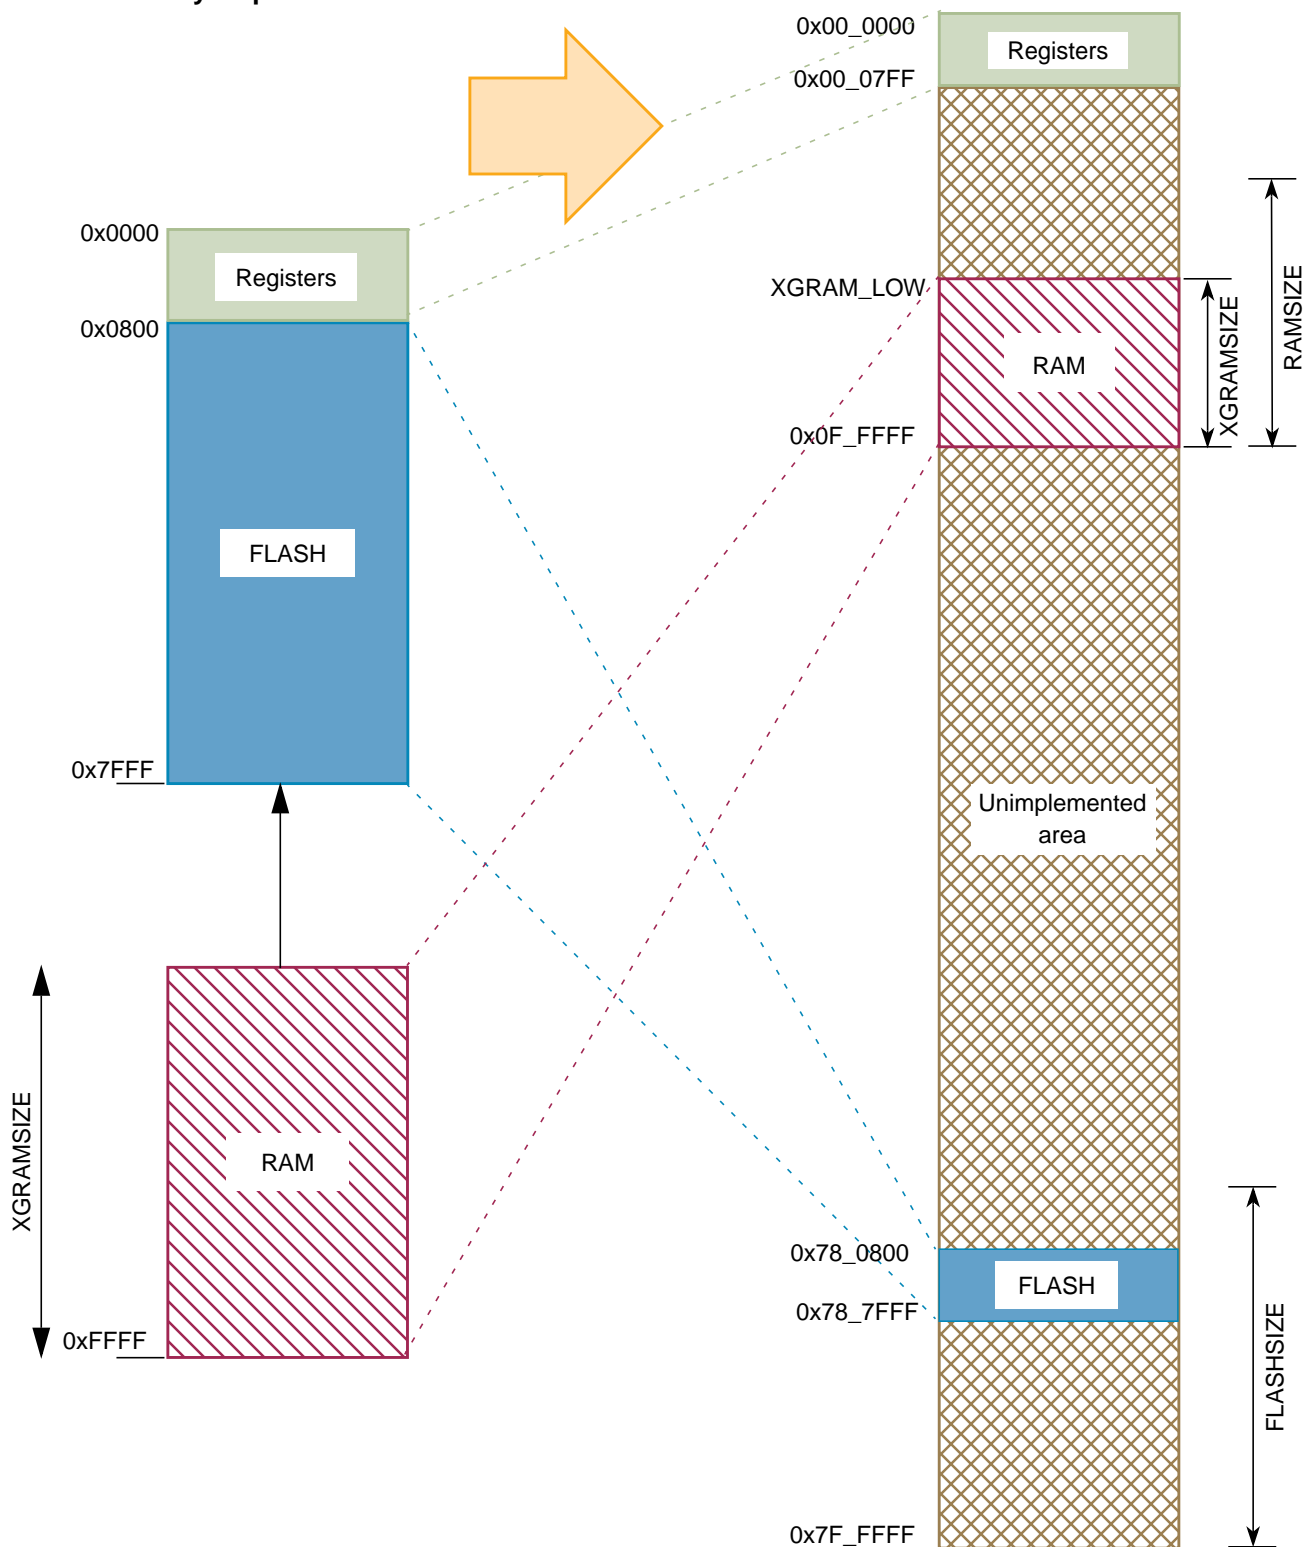 0x0000
Registers
0x0800
FLASH
0x7FFF
XGRAMSIZE
RAM
0xFFFF
0x00_0000
Registers
0x00_07FF
XGRAM_LOW
RAM
XGRAMSIZE
RAMSIZE
0x0F_FFFF
Unimplemented
area
0x78_0800
FLASH
0x78_7FFF
FLASHSIZE
0x7F_FFFF